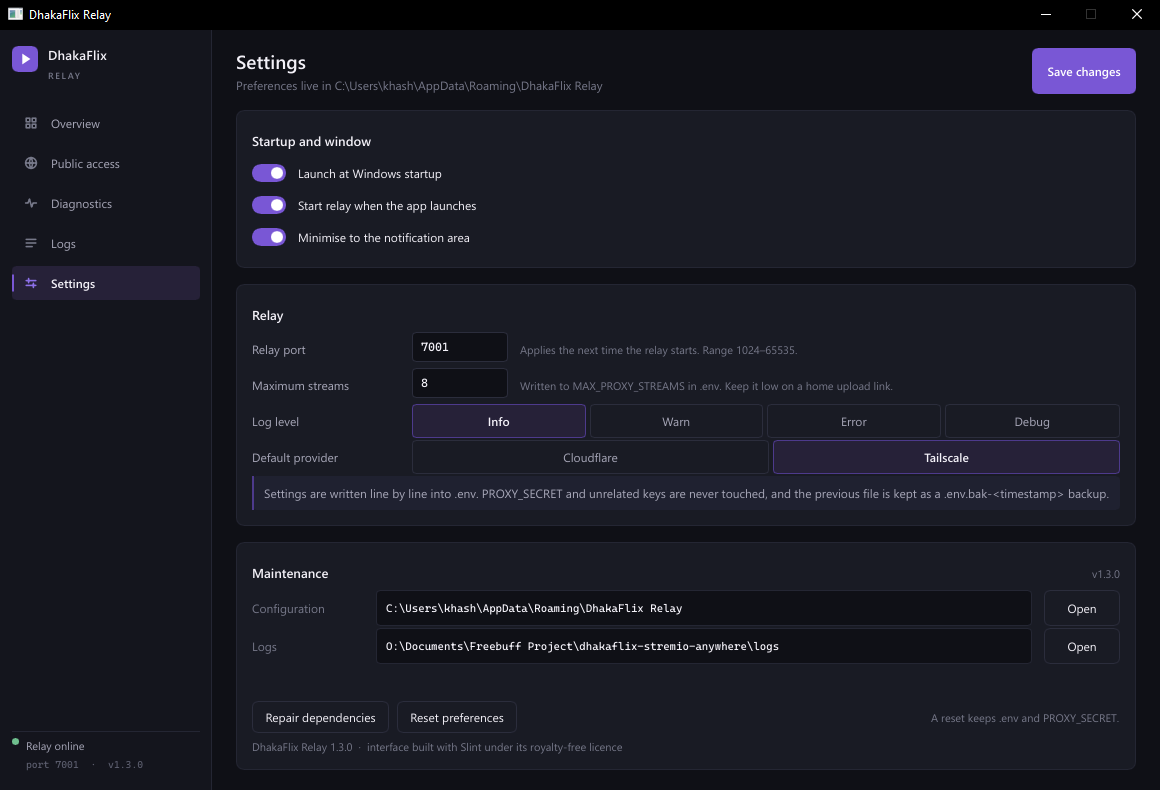 DhakaFlix Relay
DhakaFlix
RELAY
Overview
Public access
Diagnostics
Logs
Settings
Relay online
port 7001 · v1.3.0
Settings
Preferences live in C:\Users\khash\AppData\Roaming\DhakaFlix Relay
Save changes
Startup and window
Launch at Windows startup
Start relay when the app launches
Minimise to the notification area
Relay
Relay port 7001 Applies the next time the relay starts. Range 1024–65535.
Maximum streams 8 Written to MAX_PROXY_STREAMS in .env. Keep it low on a home upload link.
Log level Info Warn Error Debug
Default provider Cloudflare Tailscale
Settings are written line by line into .env. PROXY_SECRET and unrelated keys are never touched, and the previous file is kept as a .env.bak-<timestamp> backup.
Maintenance v1.3.0
Configuration C:\Users\khash\AppData\Roaming\DhakaFlix Relay Open
Logs O:\Documents\Freebuff Project\dhakaflix-stremio-anywhere\logs Open
Repair dependencies Reset preferences A reset keeps .env and PROXY_SECRET.
DhakaFlix Relay 1.3.0 · interface built with Slint under its royalty-free licence